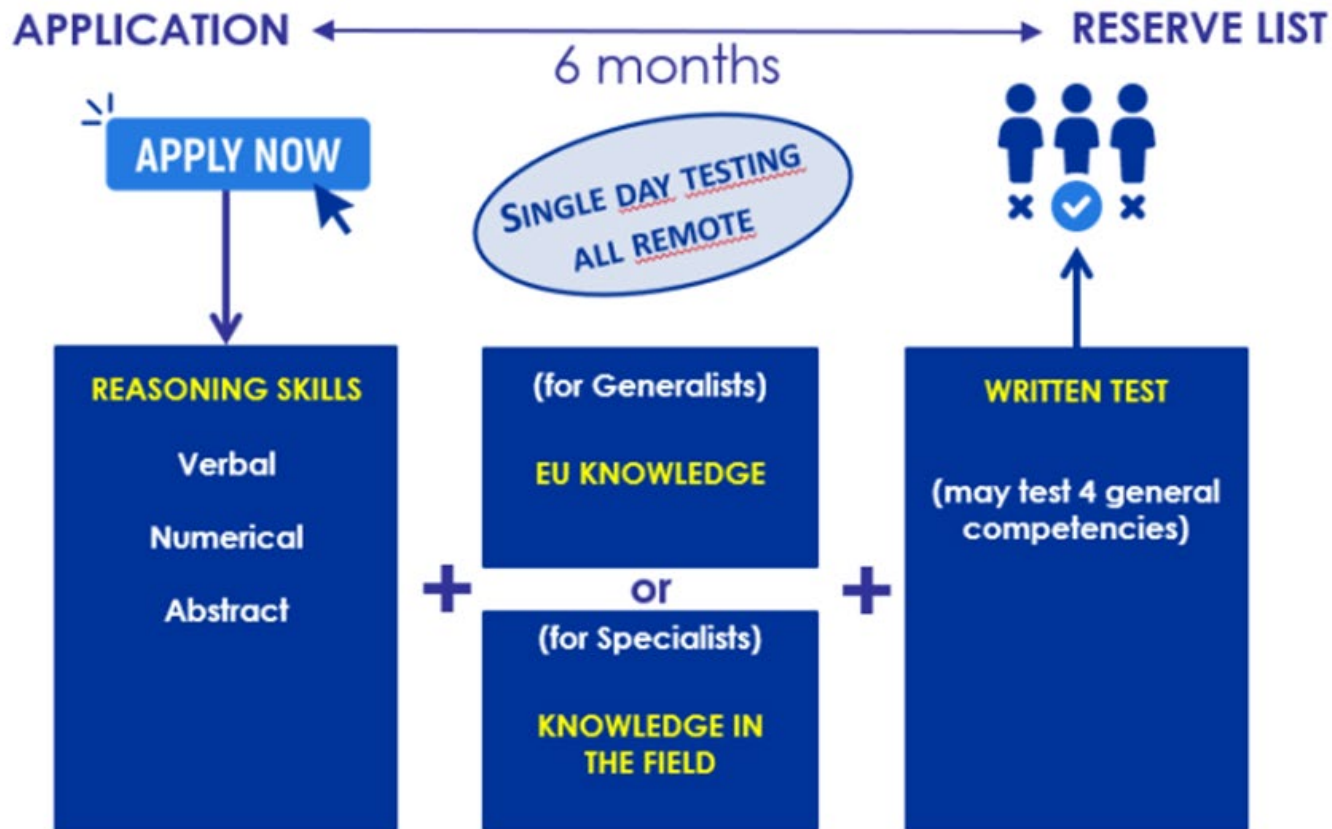 APPLICATION
RESERVE LIST
6 months
APPLY NOW
SINGLE DAY TESTING
ALL REMOTE
REASONING SKILLS
Verbal
Numerical
Abstract
+
(for Generalists)
EU KNOWLEDGE
or
(for Specialists)
KNOWLEDGE IN
THE FIELD
+
WRITTEN TEST
(may test 4 general
competencies)